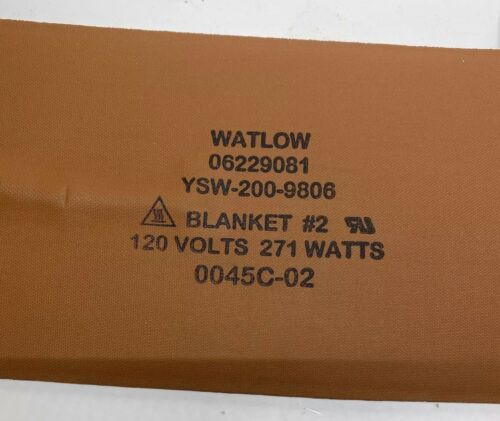 WATLOW
06229081
YSW-200-9806
BLANKET #2
120 VOLTS 271 WATTS
0045C-02